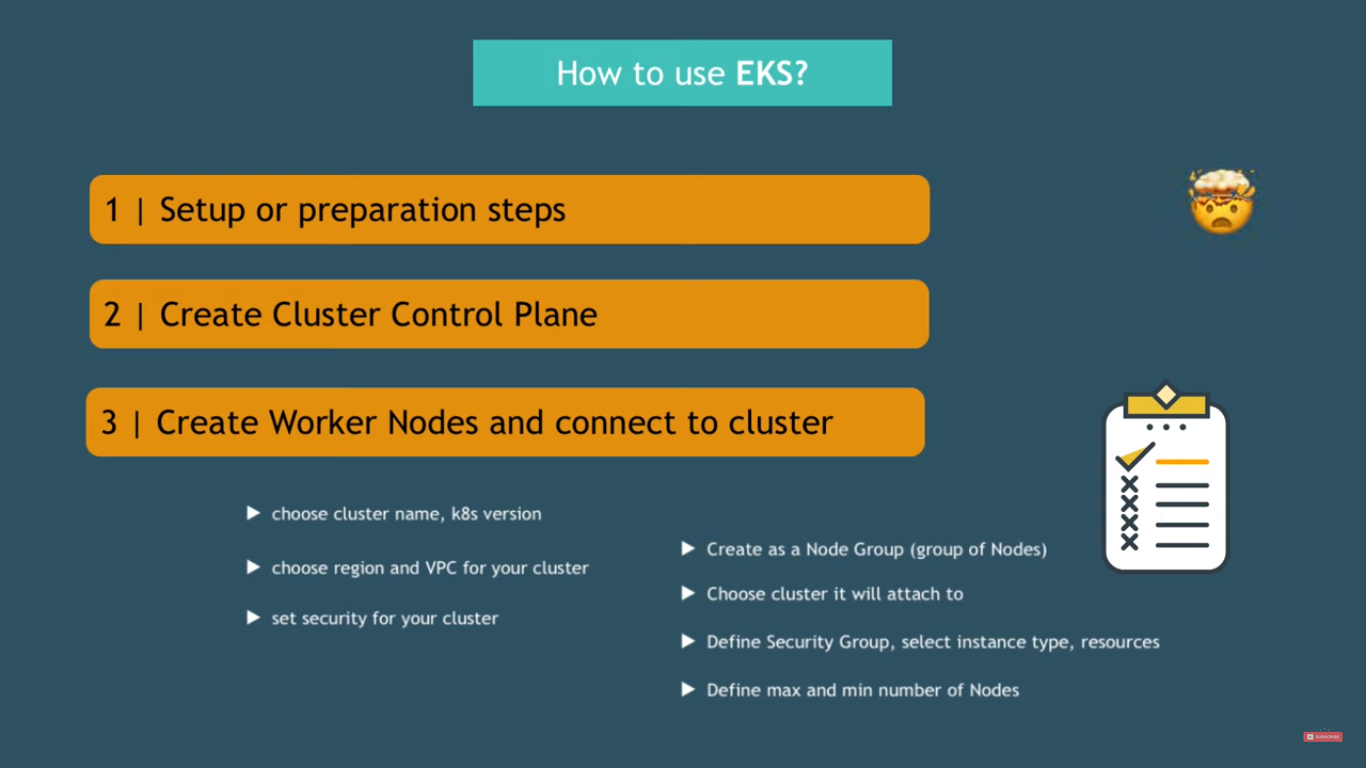 How to use EKS?
1 | Setup or preparation steps
2 | Create Cluster Control Plane
3 | Create Worker Nodes and connect to cluster
choose cluster name, k8s version
choose region and VPC for your cluster
set security for your cluster
Create as a Node Group (group of Nodes)
Choose cluster it will attach to
Define Security Group, select instance type, resources
Define max and min number of Nodes
SUBSCRIBE